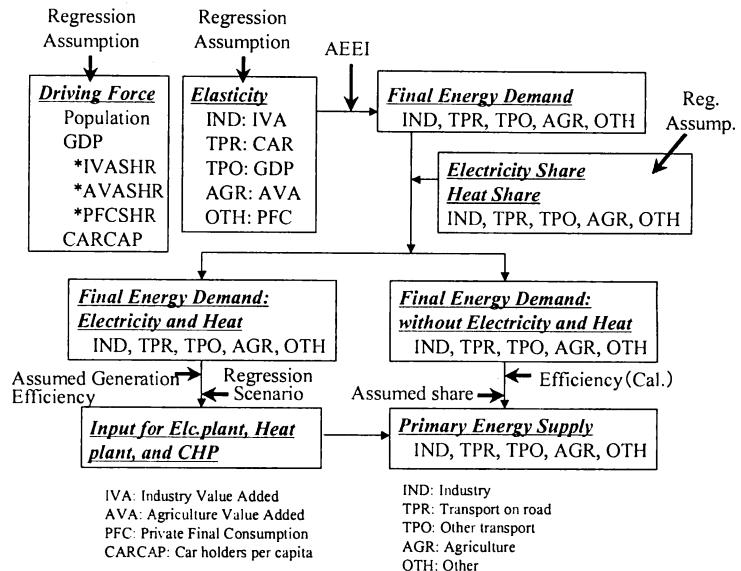 Regression
Assumption
Regression
Assumption
AEEI
Driving Force
Population
GDP
*IVASHR
*AVASHR
*PFCSHR
CARCAP
Elasticity
IND: IVA
TPR: CAR
TPO: GDP
AGR: AVA
OTH: PFC
Final Energy Demand
IND, TPR, TPO, AGR, OTH
Reg.
Assump.
Electricity Share
Heat Share
IND, TPR, TPO, AGR, OTH
Final Energy Demand:
Electricity and Heat
IND, TPR, TPO, AGR, OTH
Final Energy Demand:
without Electricity and Heat
IND, TPR, TPO, AGR, OTH
Assumed Generation
Efficiency
Regression
Scenario
Assumed share
Efficiency(Cal.)
Input for Elc.plant, Heat
plant, and CHP
Primary Energy Supply
IND, TPR, TPO, AGR, OTH
IVA: Industry Value Added
AVA: Agriculture Value Added
PFC: Private Final Consumption
CARCAP: Car holders per capita
IND: Industry
TPR: Transport on road
TPO: Other transport
AGR: Agriculture
OTH: Other